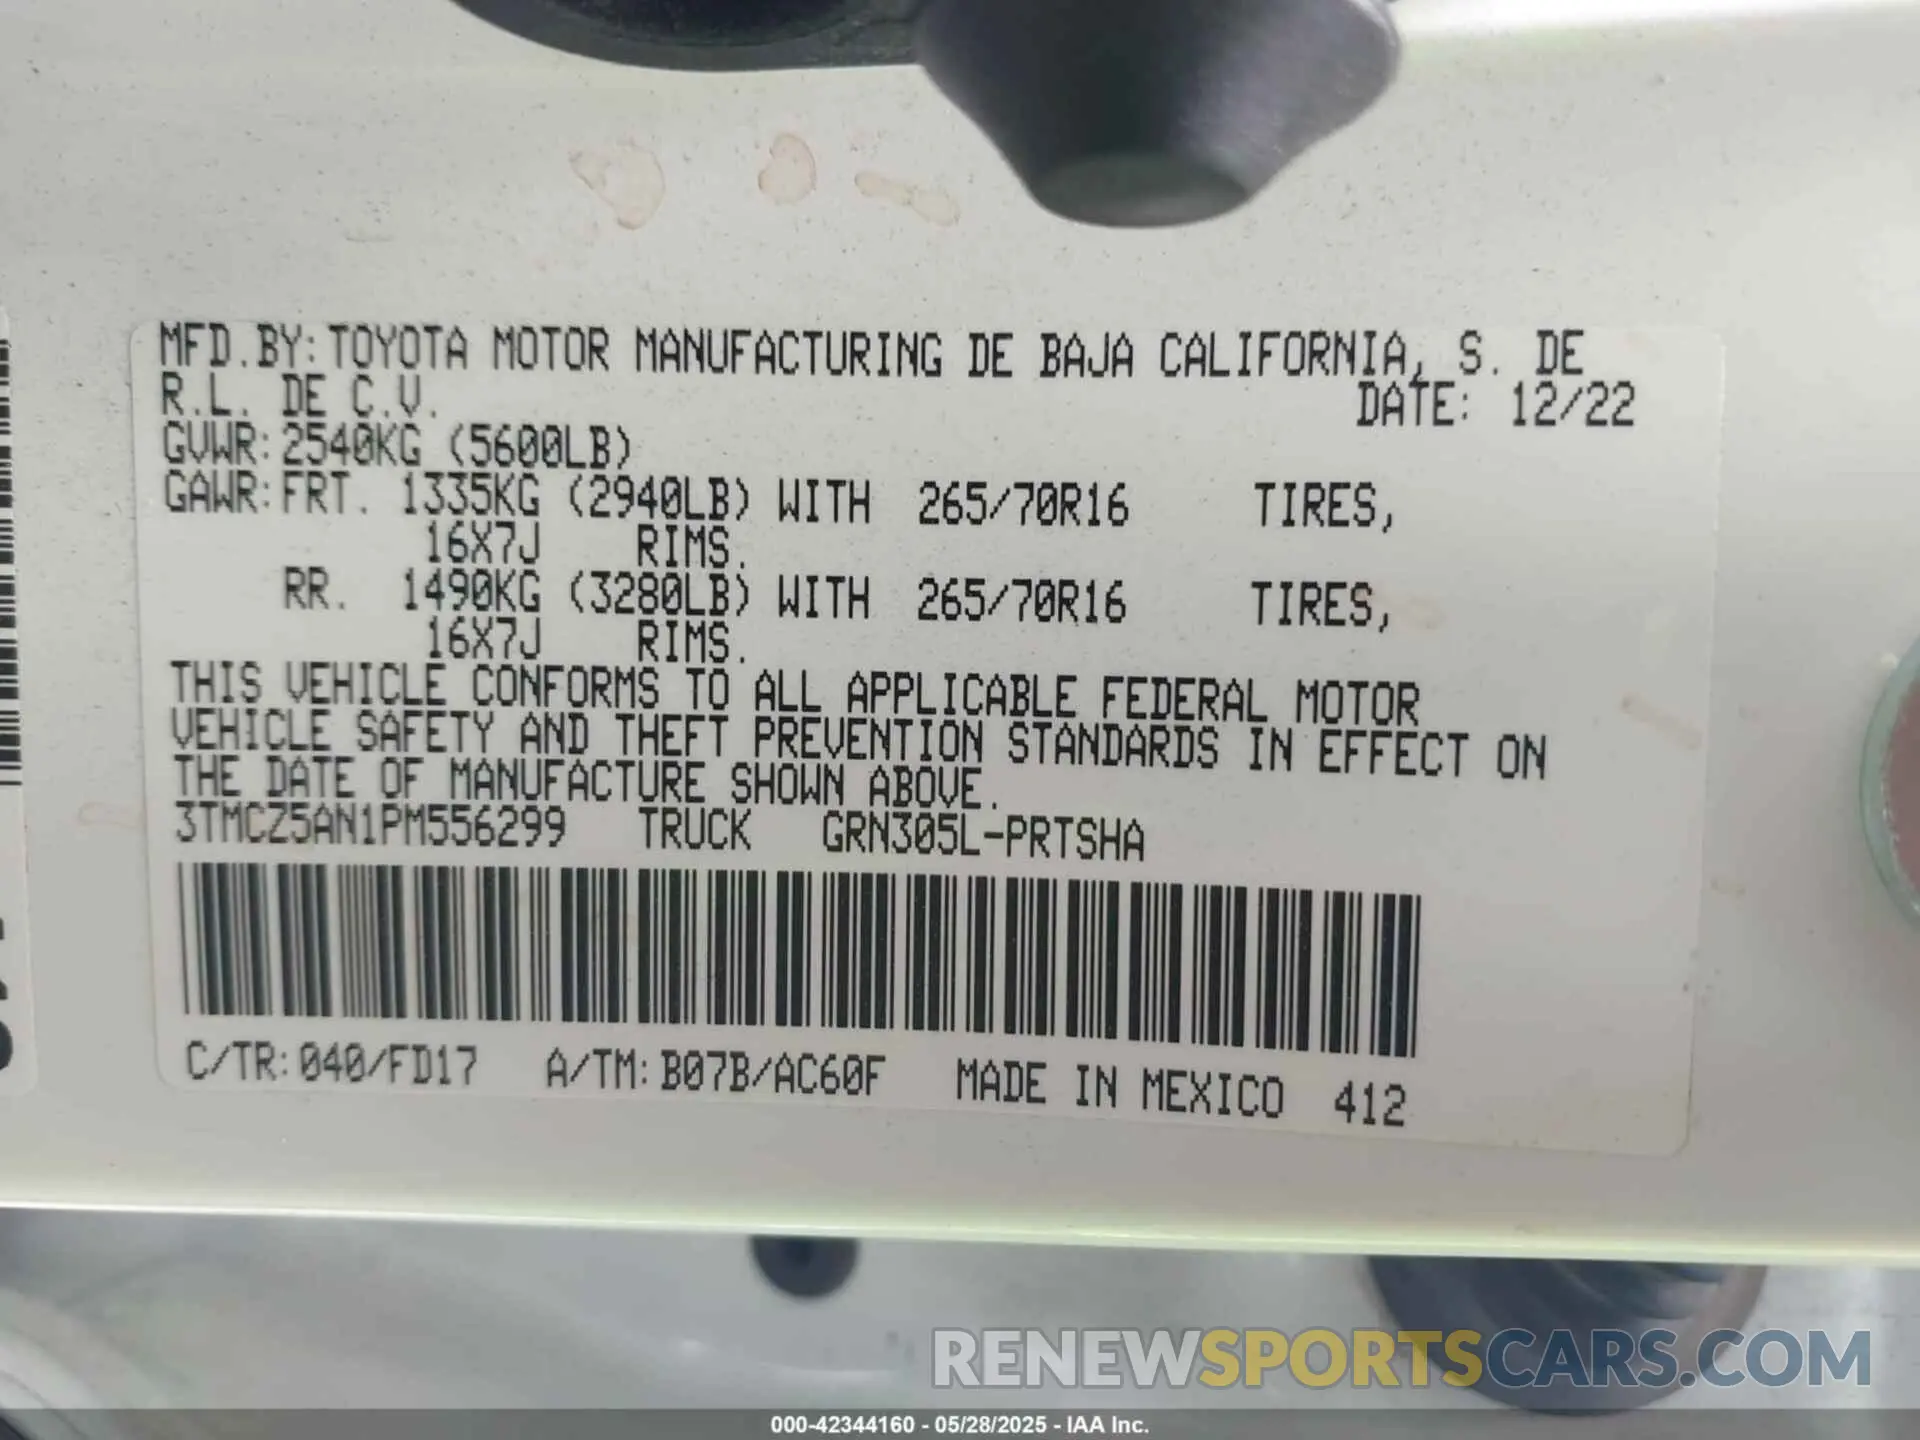 MFD.BY:TOYOTA MOTOR MANUFACTURING DE BAJA CALIFORNIA, S. DE
R.L. DE C.V. DATE: 12/22
GVWR:2540KG (5600LB)
GAWR:FRT. 1335KG (2940LB) WITH 265/70R16 TIRES,
16X7J RIMS.
RR. 1490KG (3280LB) WITH 265/70R16 TIRES,
16X7J RIMS.
THIS VEHICLE CONFORMS TO ALL APPLICABLE FEDERAL MOTOR
VEHICLE SAFETY AND THEFT PREVENTION STANDARDS IN EFFECT ON
THE DATE OF MANUFACTURE SHOWN ABOVE.
3TMCZ5AN1PM556299 TRUCK GRN305L-PRTSHA
C/TR:040/FD17 A/TM:B07B/AC60F MADE IN MEXICO 412
RENEWSPORTSCARS.COM
000-42344160 - 05/28/2025 - IAA Inc.